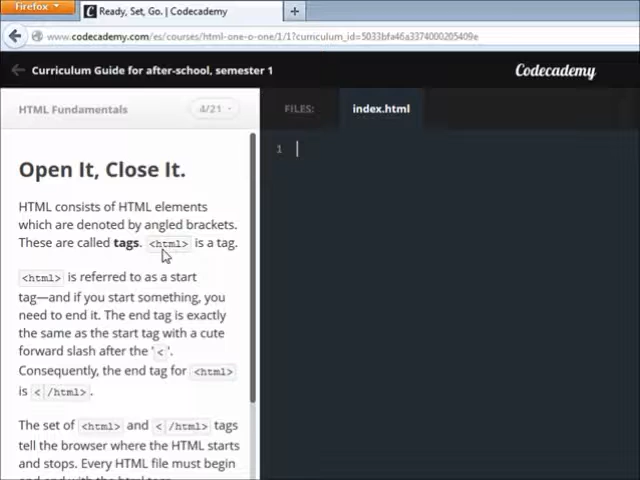 Firefox
Ready, Set, Go. | Codecademy
www.codecademy.com/es/courses/html-one-o-one/1/1?curriculum_id=5033bfa46a3374000205409e
Curriculum Guide for after-school, semester 1
Codecademy
HTML Fundamentals
4/21
FILES:
index.html
1
Open It, Close It.
HTML consists of HTML elements
which are denoted by angled brackets.
These are called tags. <html> is a tag.
<html> is referred to as a start
tag—and if you start something, you
need to end it. The end tag is exactly
the same as the start tag with a cute
forward slash after the '<'.
Consequently, the end tag for <html>
is </html>.
The set of <html> and </html> tags
tell the browser where the HTML starts
and stops. Every HTML file must begin
and end with the html tags.